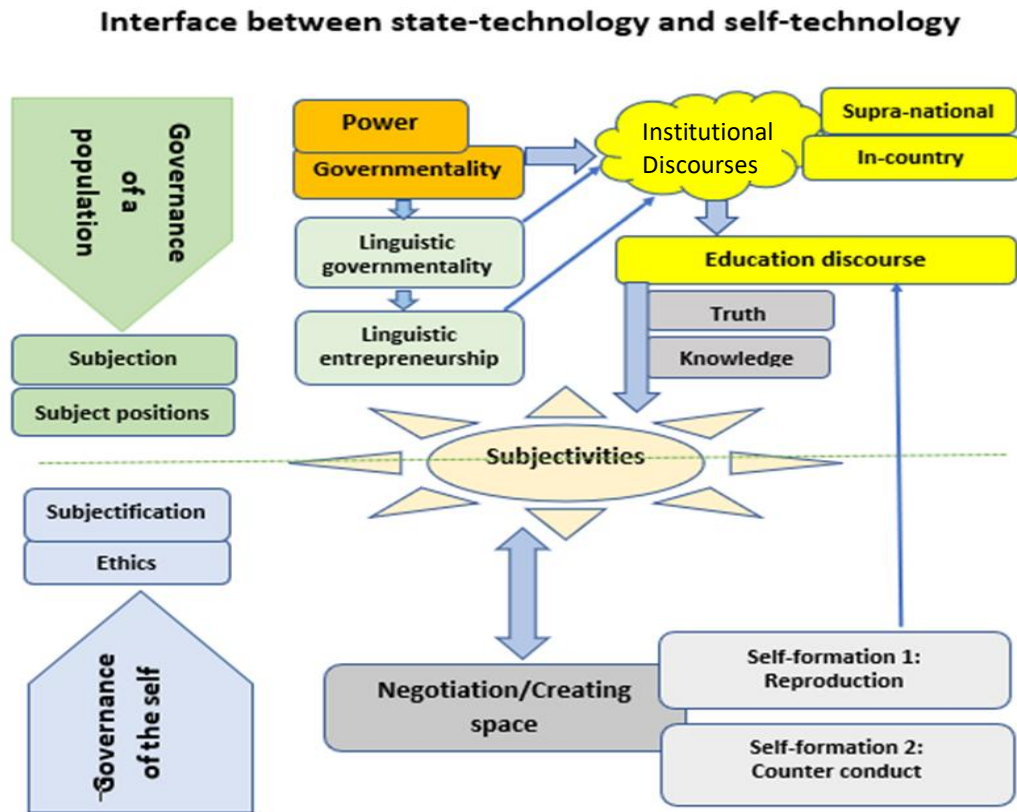 Interface between state-technology and self-technology
Governance
of a
population
Power
Governmentality
Institutional
Discourses
Supra-national
In-country
Linguistic
governmentality
Education discourse
Linguistic
entrepreneurship
Truth
Knowledge
Subjection
Subject positions
Subjectivities
Subjectification
Ethics
Governance
of the self
Negotiation/Creating
space
Self-formation 1:
Reproduction
Self-formation 2:
Counter conduct